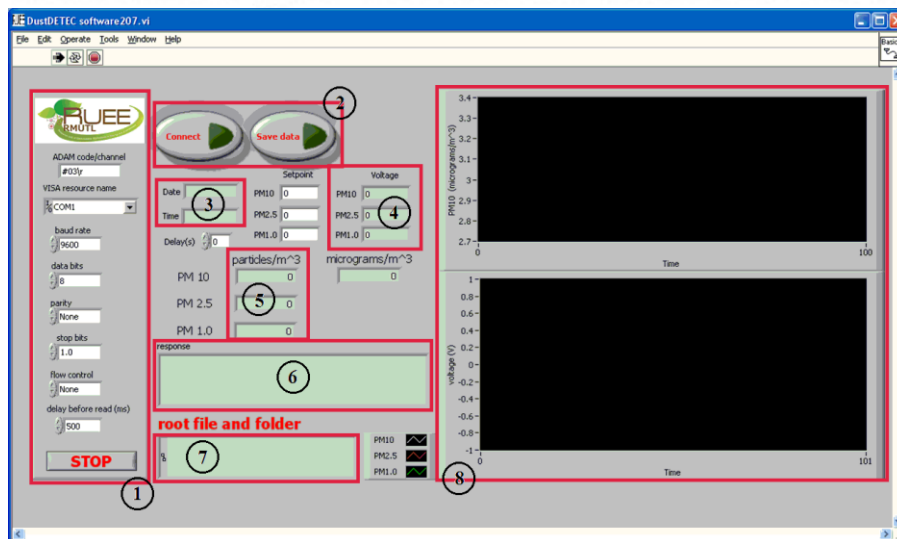 DustDETEC software207.vi
File Edit Operate Tools Window Help
Basic
RUEE
RMUTL
ADAM code/channel
#03\r
VISA resource name
COM1
baud rate
9600
data bits
8
parity
None
stop bits
1.0
flow control
None
delay before read (ms)
500
STOP
1
2
Connect
Save data
Date
Time
3
Delay(s) 0
Setpoint
PM10 0
PM2.5 0
PM1.0 0
Voltage
PM10 0
PM2.5 0
PM1.0 0
4
particles/m^3
micrograms/m^3
PM 10 0 0
PM 2.5 0
PM 1.0 0
5
response
6
root file and folder
7
PM10
PM2.5
PM1.0
8
PM10 (micrograms/m^3)
3.4
3.3
3.2
3.1
3
2.9
2.8
2.7
0 100
Time
voltage (V)
1
0.8
0.6
0.4
0.2
0
-0.2
-0.4
-0.6
-0.8
-1
0 101
Time